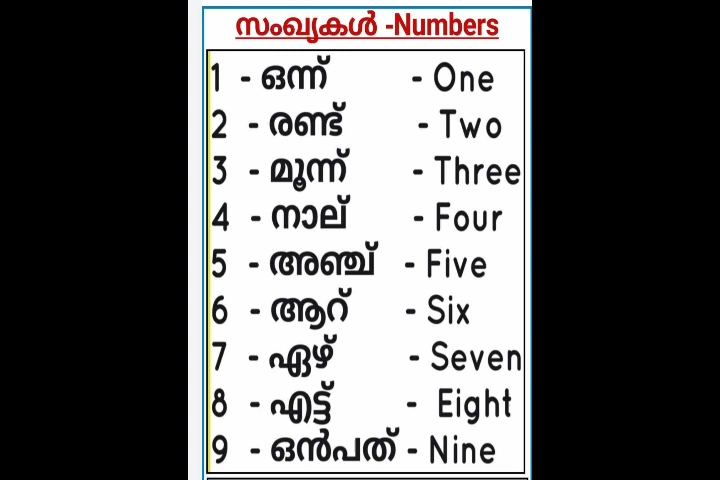 സംഖ്യകൾ -Numbers
1 - ഒന്ന് - One
2 - രണ്ട് - Two
3 - മൂന്ന് - Three
4 - നാല് - Four
5 - അഞ്ച് - Five
6 - ആറ് - Six
7 - ഏഴ് - Seven
8 - എട്ട് - Eight
9 - ഒൻപത് - Nine